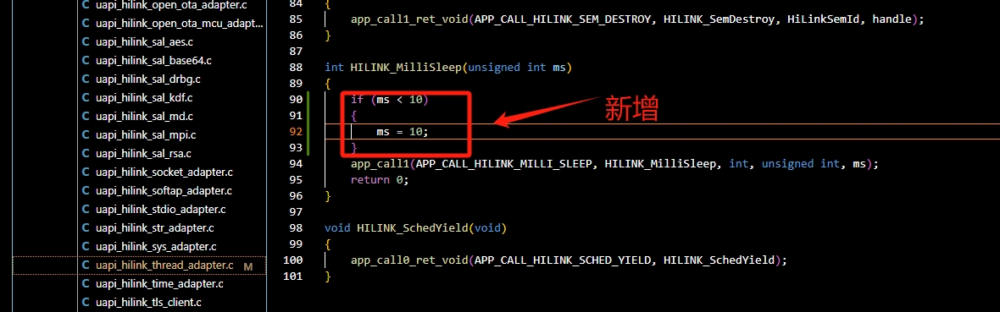 uapi_hilink_open_ota_adapter.c
uapi_hilink_open_ota_mcu_adapt...
uapi_hilink_sal_aes.c
uapi_hilink_sal_base64.c
uapi_hilink_sal_drbg.c
uapi_hilink_sal_kdf.c
uapi_hilink_sal_md.c
uapi_hilink_sal_mpi.c
uapi_hilink_sal_rsa.c
uapi_hilink_socket_adapter.c
uapi_hilink_softap_adapter.c
uapi_hilink_stdio_adapter.c
uapi_hilink_str_adapter.c
uapi_hilink_sys_adapter.c
uapi_hilink_thread_adapter.c M
uapi_hilink_time_adapter.c
uapi_hilink_tls_client.c
84 {
85 app_call1_ret_void(APP_CALL_HILINK_SEM_DESTROY, HILINK_SemDestroy, HiLinkSemId, handle);
86 }
87
88 int HILINK_MilliSleep(unsigned int ms)
89 {
90 if (ms < 10)
91 {
92 ms = 10;
93 }
94 app_call1(APP_CALL_HILINK_MILLI_SLEEP, HILINK_MilliSleep, int, unsigned int, ms);
95 return 0;
96 }
97
98 void HILINK_SchedYield(void)
99 {
100 app_call0_ret_void(APP_CALL_HILINK_SCHED_YIELD, HILINK_SchedYield);
101 }
新增